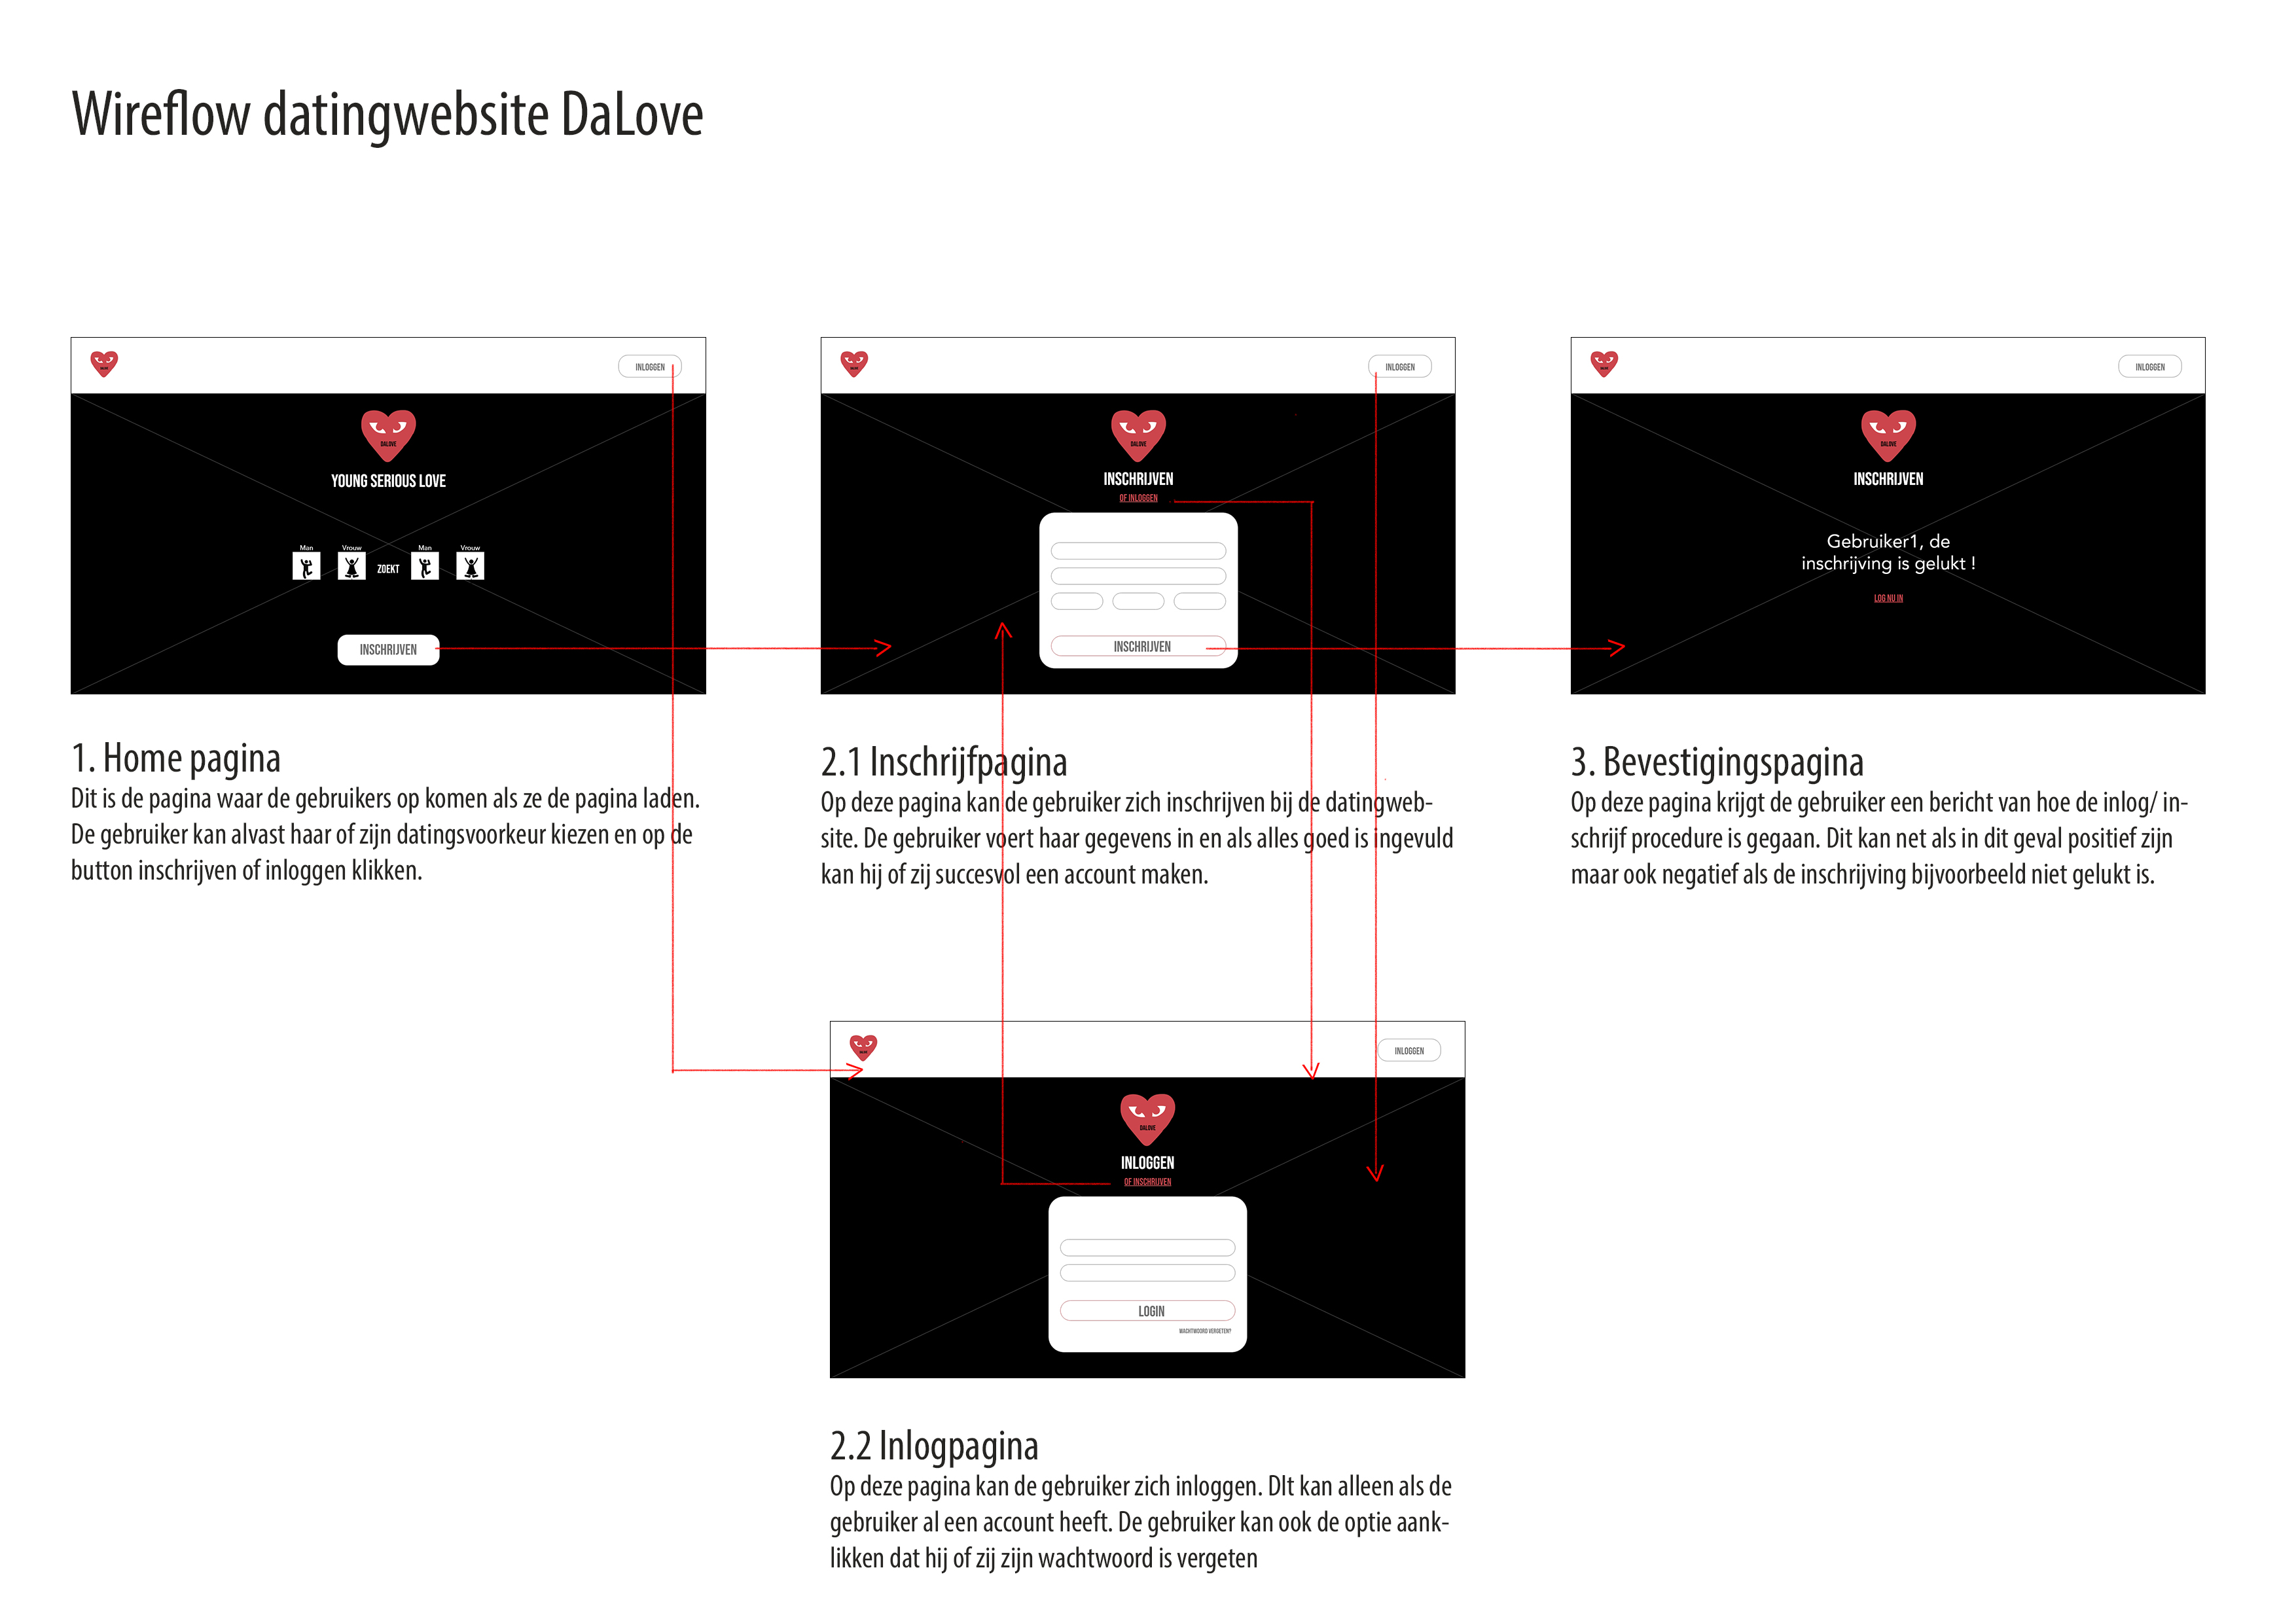 Wireflow datingwebsite DaLove
INLOGGEN
DALOVE
YOUNG SERIOUS LOVE
Man Vrouw ZOEKT Man Vrouw
INSCHRIJVEN
1. Home pagina
Dit is de pagina waar de gebruikers op komen als ze de pagina laden.
De gebruiker kan alvast haar of zijn datingsvoorkeur kiezen en op de
button inschrijven of inloggen klikken.
INLOGGEN
DALOVE
INSCHRIJVEN
OF INLOGGEN
INSCHRIJVEN
2.1 Inschrijfpagina
Op deze pagina kan de gebruiker zich inschrijven bij de datingweb-
site. De gebruiker voert haar gegevens in en als alles goed is ingevuld
kan hij of zij succesvol een account maken.
INLOGGEN
DALOVE
INSCHRIJVEN
Gebruiker1, de
inschrijving is gelukt !
LOG NU IN
3. Bevestigingspagina
Op deze pagina krijgt de gebruiker een bericht van hoe de inlog/ in-
schrijf procedure is gegaan. Dit kan net als in dit geval positief zijn
maar ook negatief als de inschrijving bijvoorbeeld niet gelukt is.
INLOGGEN
DALOVE
INLOGGEN
OF INSCHRIJVEN
LOGIN
WACHTWOORD VERGETEN?
2.2 Inlogpagina
Op deze pagina kan de gebruiker zich inloggen. DIt kan alleen als de
gebruiker al een account heeft. De gebruiker kan ook de optie aank-
likken dat hij of zij zijn wachtwoord is vergeten